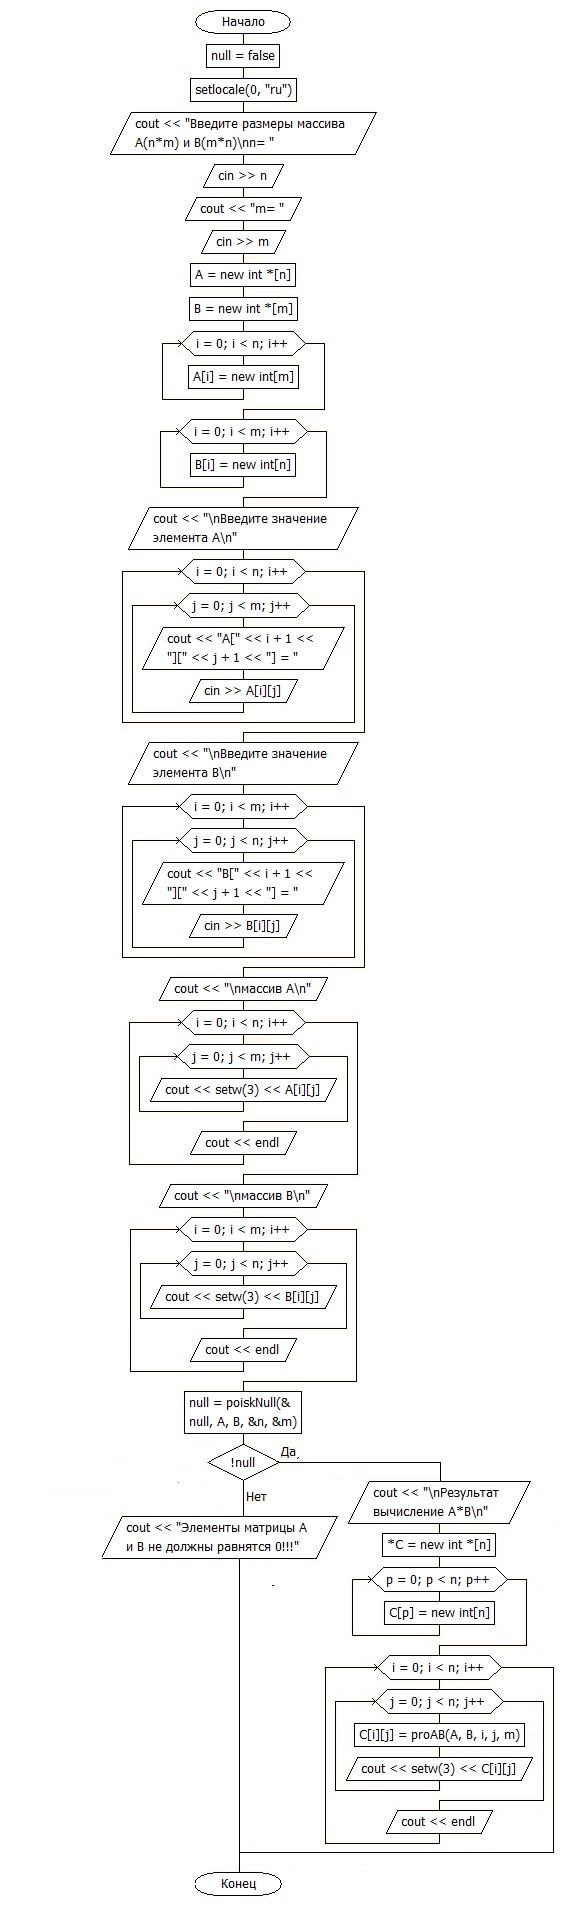 Начало
null = false
setlocale(0, "ru")
cout << "Введите размеры массива
A(n*m) и B(m*n)\nn= "
cin >> n
cout << "m= "
cin >> m
A = new int *[n]
B = new int *[m]
i = 0; i < n; i++
A[i] = new int[m]
i = 0; i < m; i++
B[i] = new int[n]
cout << "\nВведите значение
элемента A\n"
i = 0; i < n; i++
j = 0; j < m; j++
cout << "A[" << i + 1 <<
"][" << j + 1 << "] = "
cin >> A[i][j]
cout << "\nВведите значение
элемента B\n"
i = 0; i < m; i++
j = 0; j < n; j++
cout << "B[" << i + 1 <<
"][" << j + 1 << "] = "
cin >> B[i][j]
cout << "\nмассив A\n"
i = 0; i < n; i++
j = 0; j < m; j++
cout << setw(3) << A[i][j]
cout << endl
cout << "\nмассив B\n"
i = 0; i < m; i++
j = 0; j < n; j++
cout << setw(3) << B[i][j]
cout << endl
null = poiskNull(&
null, A, B, &n, &m)
!null
Да
Нет
cout << "Элементы матрицы A
и B не должны равнятся 0!!!"
cout << "\nРезультат
вычисление A*B\n"
*C = new int *[n]
p = 0; p < n; p++
C[p] = new int[n]
i = 0; i < n; i++
j = 0; j < n; j++
C[i][j] = proAB(A, B, i, j, m)
cout << setw(3) << C[i][j]
cout << endl
Конец